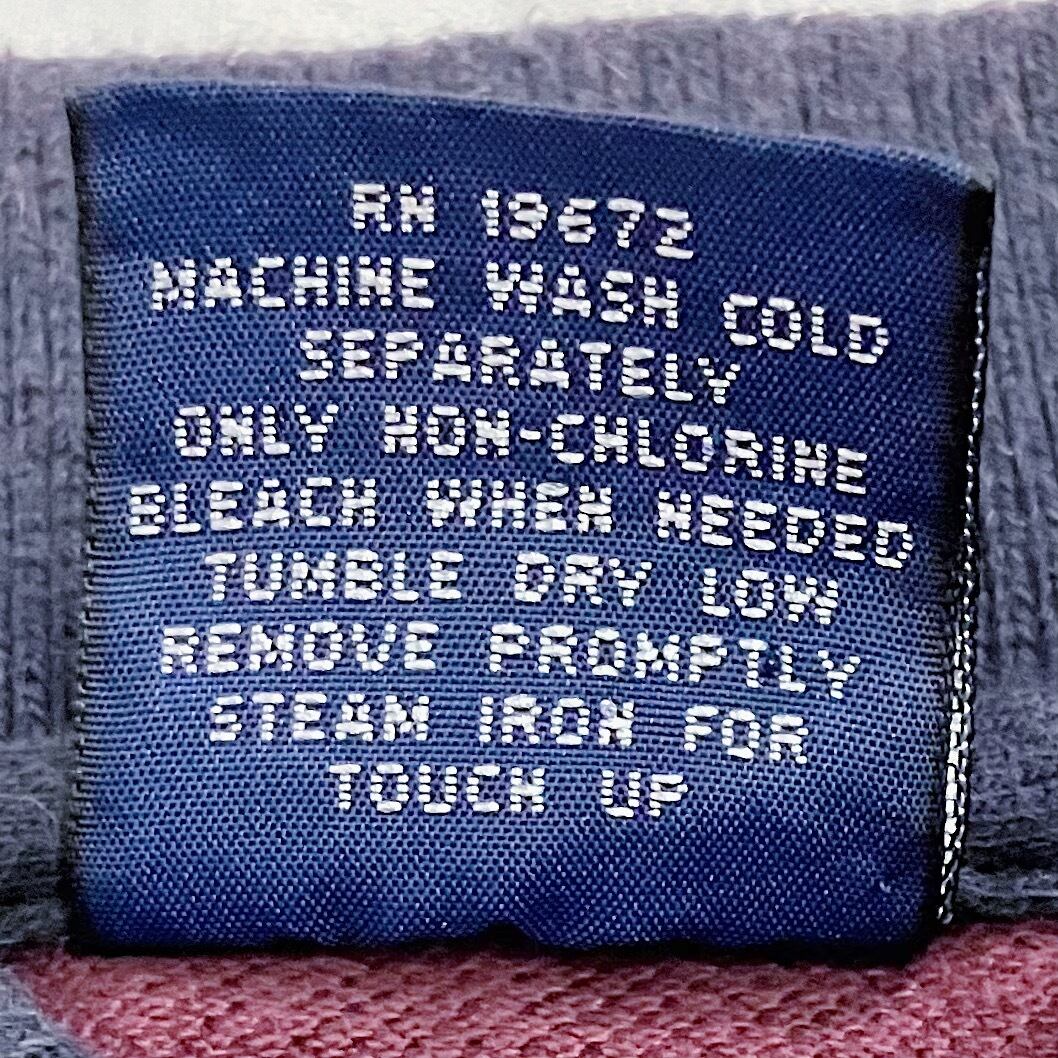 RN 19672
MACHINE WASH COLD
SEPARATELY
ONLY NON-CHLORINE
BLEACH WHEN NEEDED
TUMBLE DRY LOW
REMOVE PROMPTLY
STEAM IRON FOR
TOUCH UP